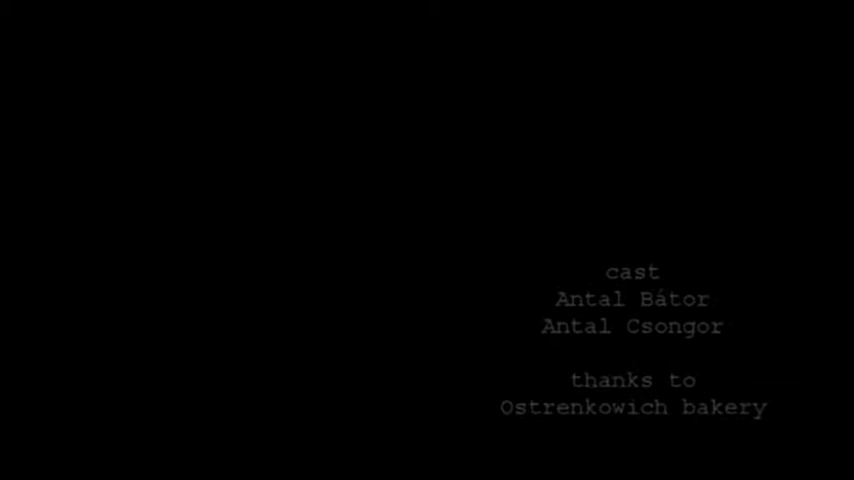 cast
Antal Bátor
Antal Csongor
thanks to
Ostrenkowich bakery